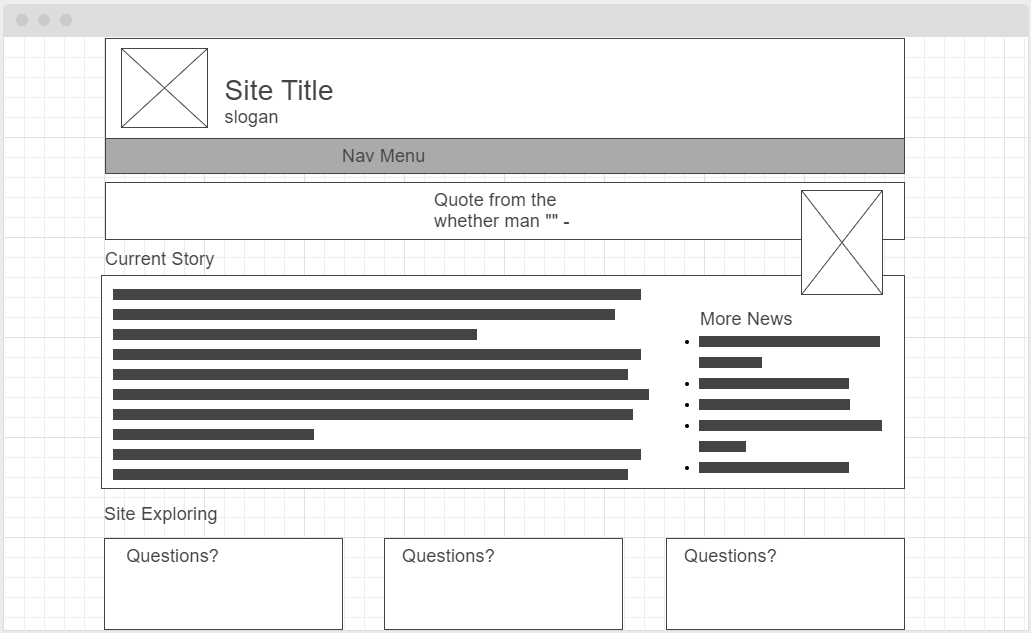 Site Title
slogan
Nav Menu
Quote from the
whether man "" -
Current Story
More News
Site Exploring
Questions?
Questions?
Questions?